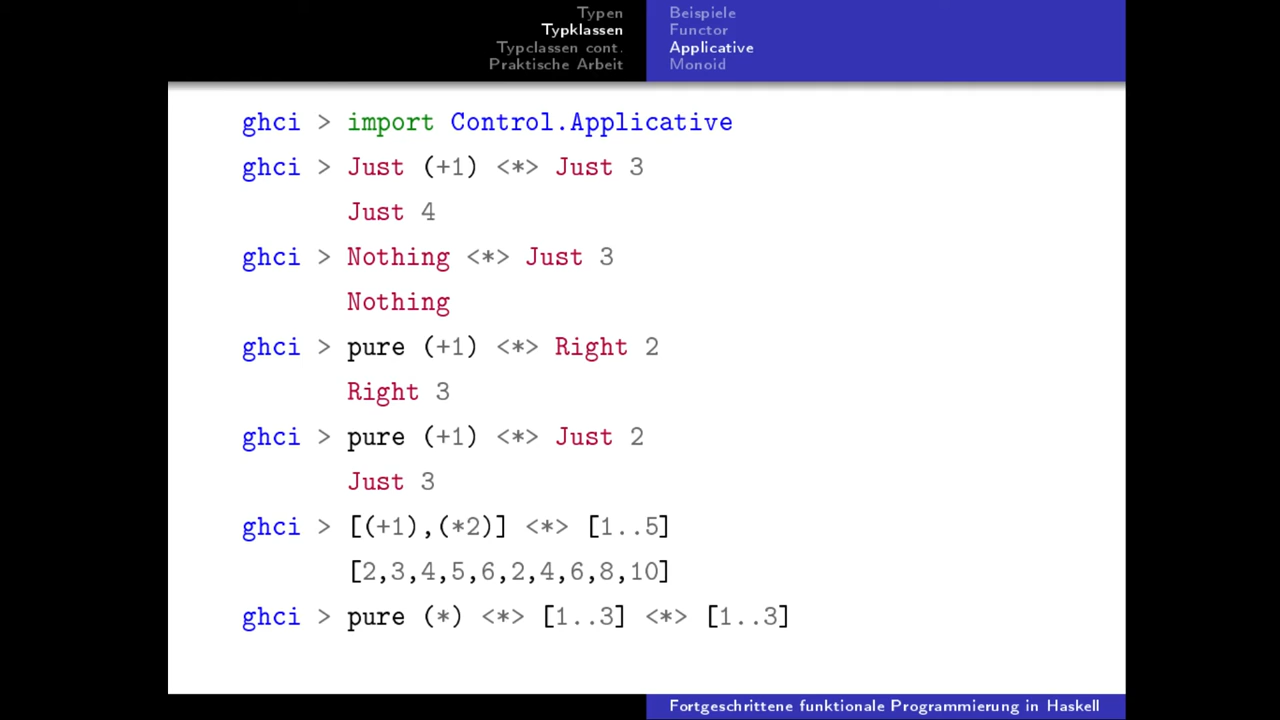 Typen
Typklassen
Typclassen cont.
Praktische Arbeit
Beispiele
Functor
Applicative
Monoid
ghci > import Control.Applicative
ghci > Just (+1) <*> Just 3
Just 4
ghci > Nothing <*> Just 3
Nothing
ghci > pure (+1) <*> Right 2
Right 3
ghci > pure (+1) <*> Just 2
Just 3
ghci > [(+1),(*2)] <*> [1..5]
[2,3,4,5,6,2,4,6,8,10]
ghci > pure (*) <*> [1..3] <*> [1..3]
Fortgeschrittene funktionale Programmierung in Haskell